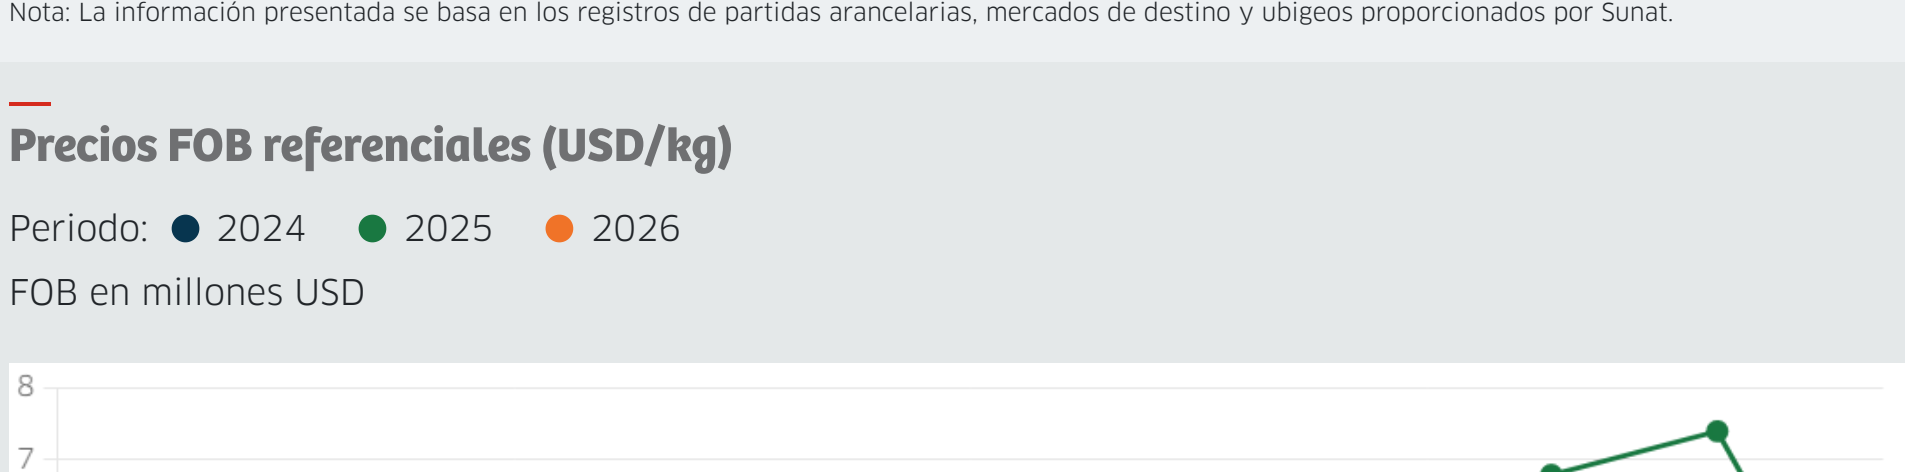 Nota: La información presentada se basa en los registros de partidas arancelarias, mercados de destino y ubigeos proporcionados por Sunat.
Precios FOB referenciales (USD/kg)
Periodo: 2024 2025 2026
FOB en millones USD
8
7